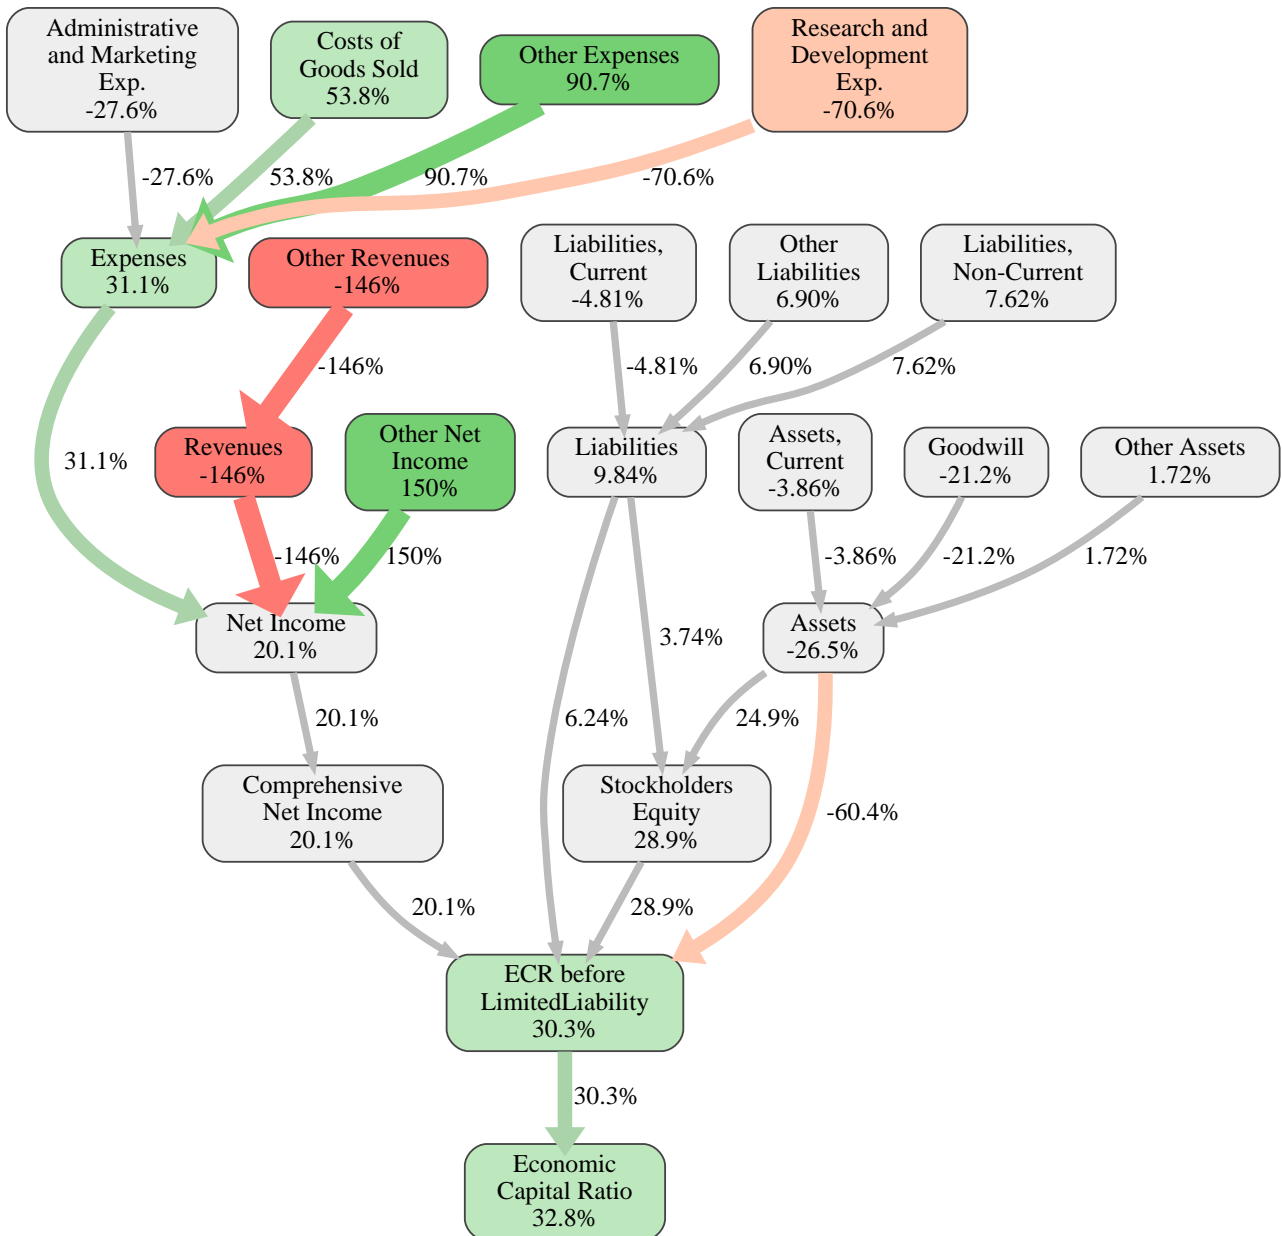 Administrative
and Marketing
Exp.
-27.6%
Costs of
Goods Sold
53.8%
Other Expenses
90.7%
Research and
Development
Exp.
-70.6%
-27.6%
53.8%
90.7%
-70.6%
Expenses
31.1%
Other Revenues
-146%
Liabilities,
Current
-4.81%
Other
Liabilities
6.90%
Liabilities,
Non-Current
7.62%
-146%
-4.81%
6.90%
7.62%
31.1%
Revenues
-146%
Other Net
Income
150%
Liabilities
9.84%
Assets,
Current
-3.86%
Goodwill
-21.2%
Other Assets
1.72%
-146%
150%
-3.86%
-21.2%
1.72%
Net Income
20.1%
3.74%
Assets
-26.5%
20.1%
6.24%
24.9%
Comprehensive
Net Income
20.1%
Stockholders
Equity
28.9%
-60.4%
20.1%
28.9%
ECR before
LimitedLiability
30.3%
30.3%
Economic
Capital Ratio
32.8%